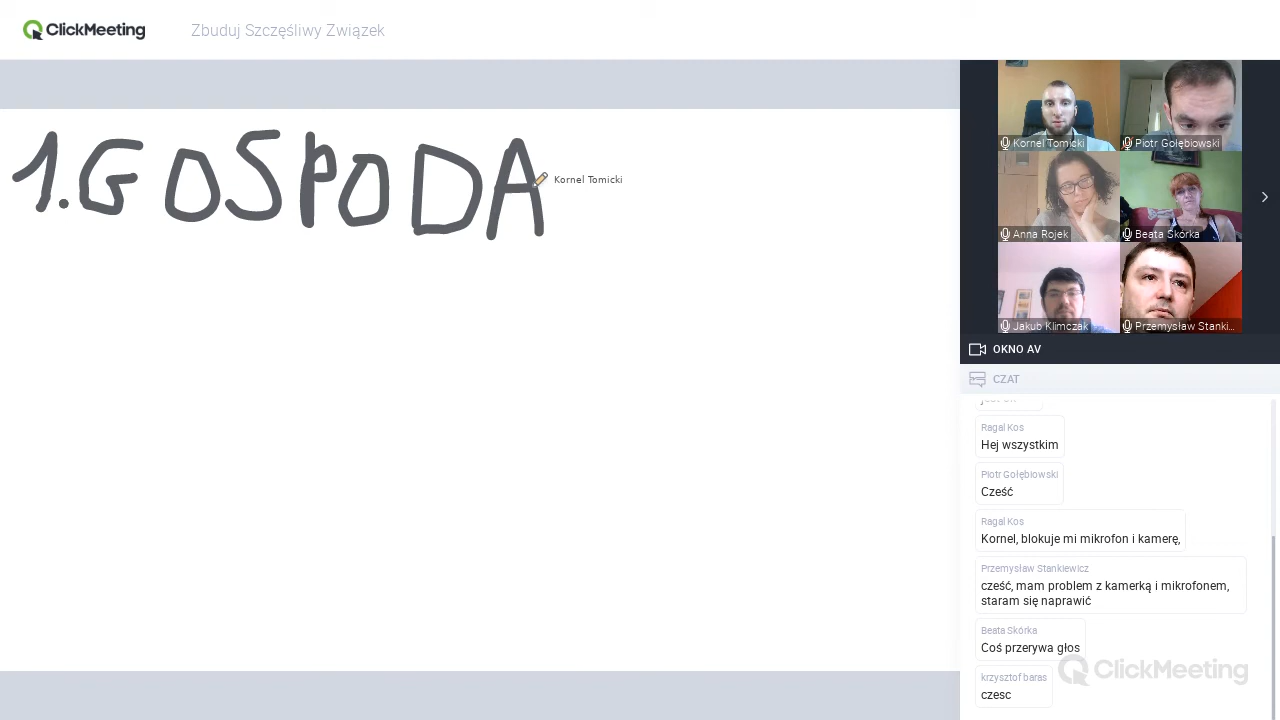 ClickMeeting
Zbuduj Szczęśliwy Związek
1.GOSPODA
Kornel Tomicki
Kornel Tomicki
Piotr Gołębiowski
Anna Rojek
Beata Skórka
Jakub Klimczak
Przemysław Stanki...
OKNO AV
CZAT
Ragal Kos
Hej wszystkim
Piotr Gołębiowski
Cześć
Ragal Kos
Kornel, blokuje mi mikrofon i kamerę,
Przemysław Stankiewicz
cześć, mam problem z kamerką i mikrofonem,
staram się naprawić
Beata Skórka
Coś przerywa głos
krzysztof baras
czesc
ClickMeeting